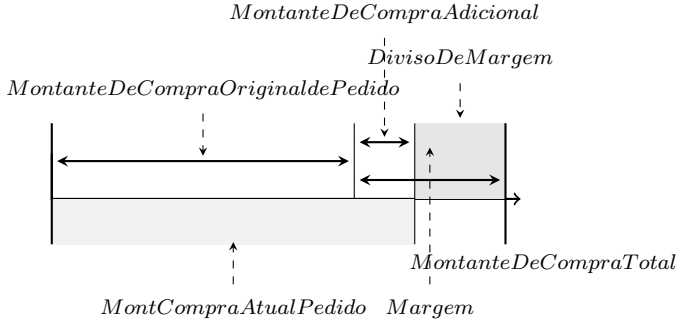 MontanteDeCompraAdicional
DivisoDeMargem
MontanteDeCompraOriginaldePedido
MontanteDeCompraTotal
MontCompraAtualPedido
Margem